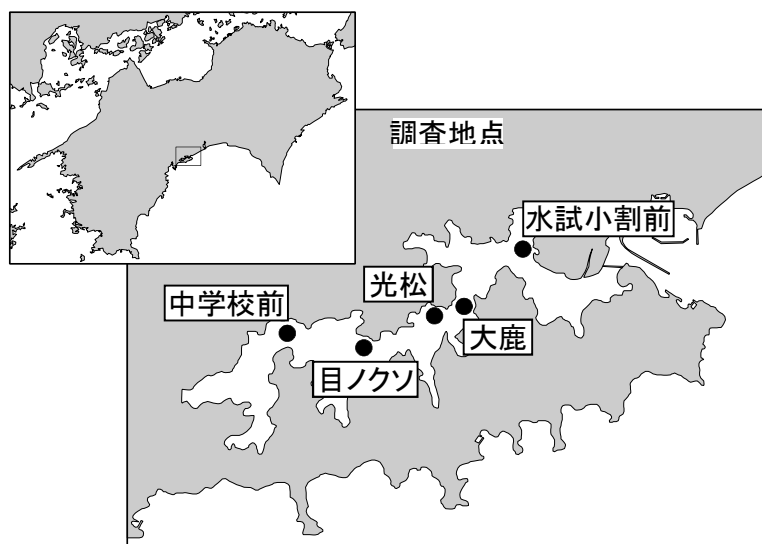 調査地点
水試小割前
光松
中学校前
大鹿
目ノクソ